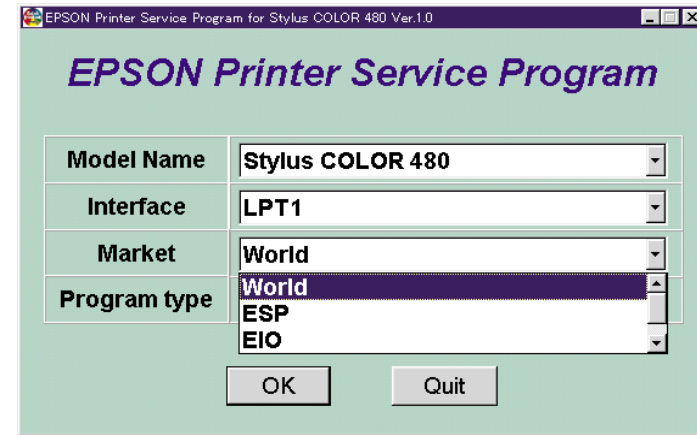 EPSON Printer Service Program for Stylus COLOR 480 Ver.1.0
EPSON Printer Service Program
Model Name Stylus COLOR 480
Interface LPT1
Market World
Program type World
ESP
EIO
OK Quit